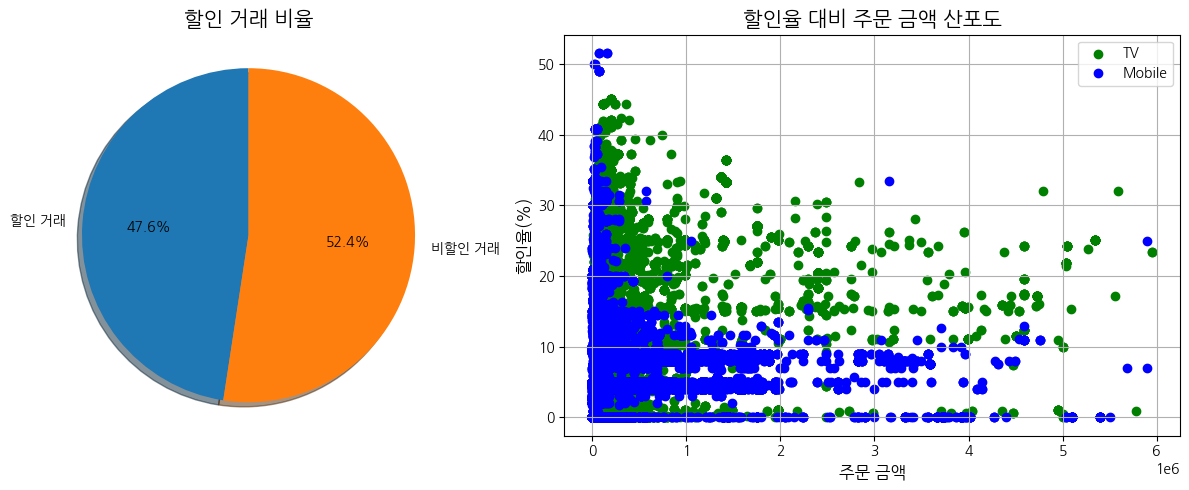 할인 거래 비율
할인 거래
47.6%
52.4%
비할인 거래
할인율 대비 주문 금액 산포도
TV
Mobile
할인율(%)
50
40
30
20
10
0
0 1 2 3 4 5 6
1e6
주문 금액